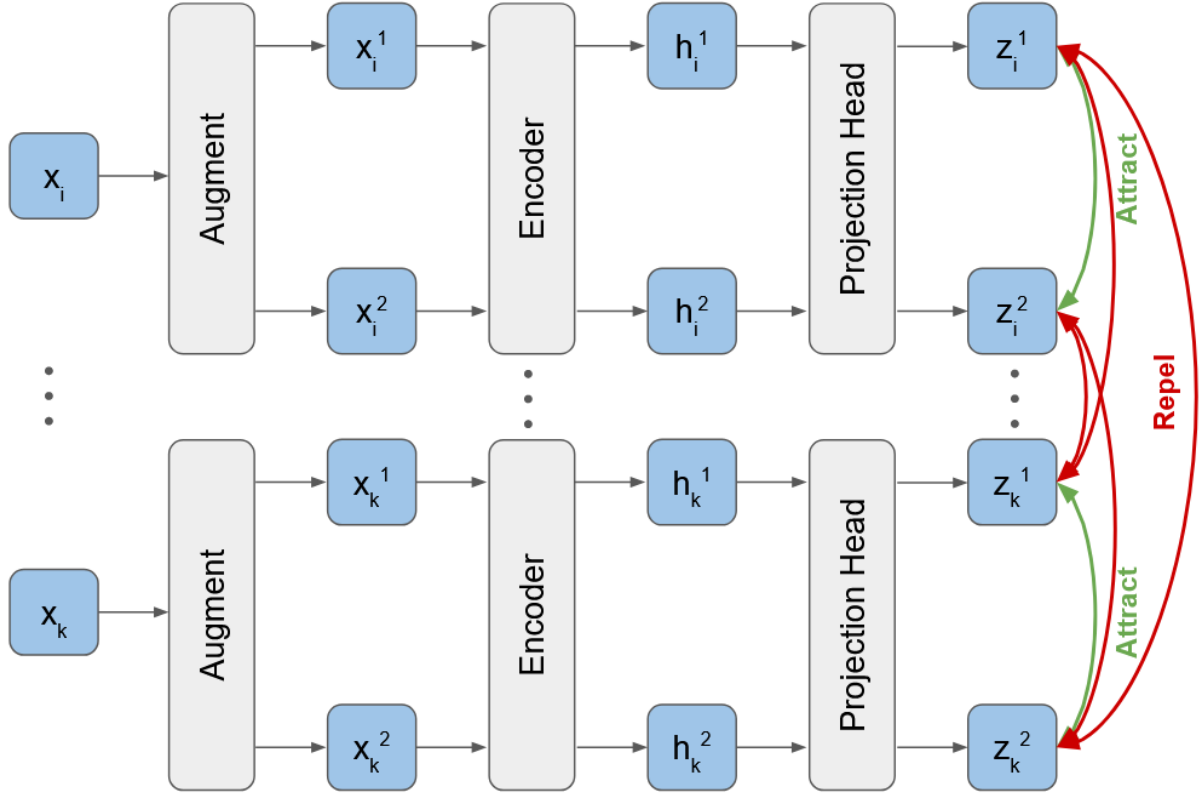 x_i
Augment
x_i^1
x_i^2
Encoder
h_i^1
h_i^2
Projection Head
z_i^1
z_i^2
Attract
Repel
x_k
Augment
x_k^1
x_k^2
Encoder
h_k^1
h_k^2
Projection Head
z_k^1
z_k^2
Attract